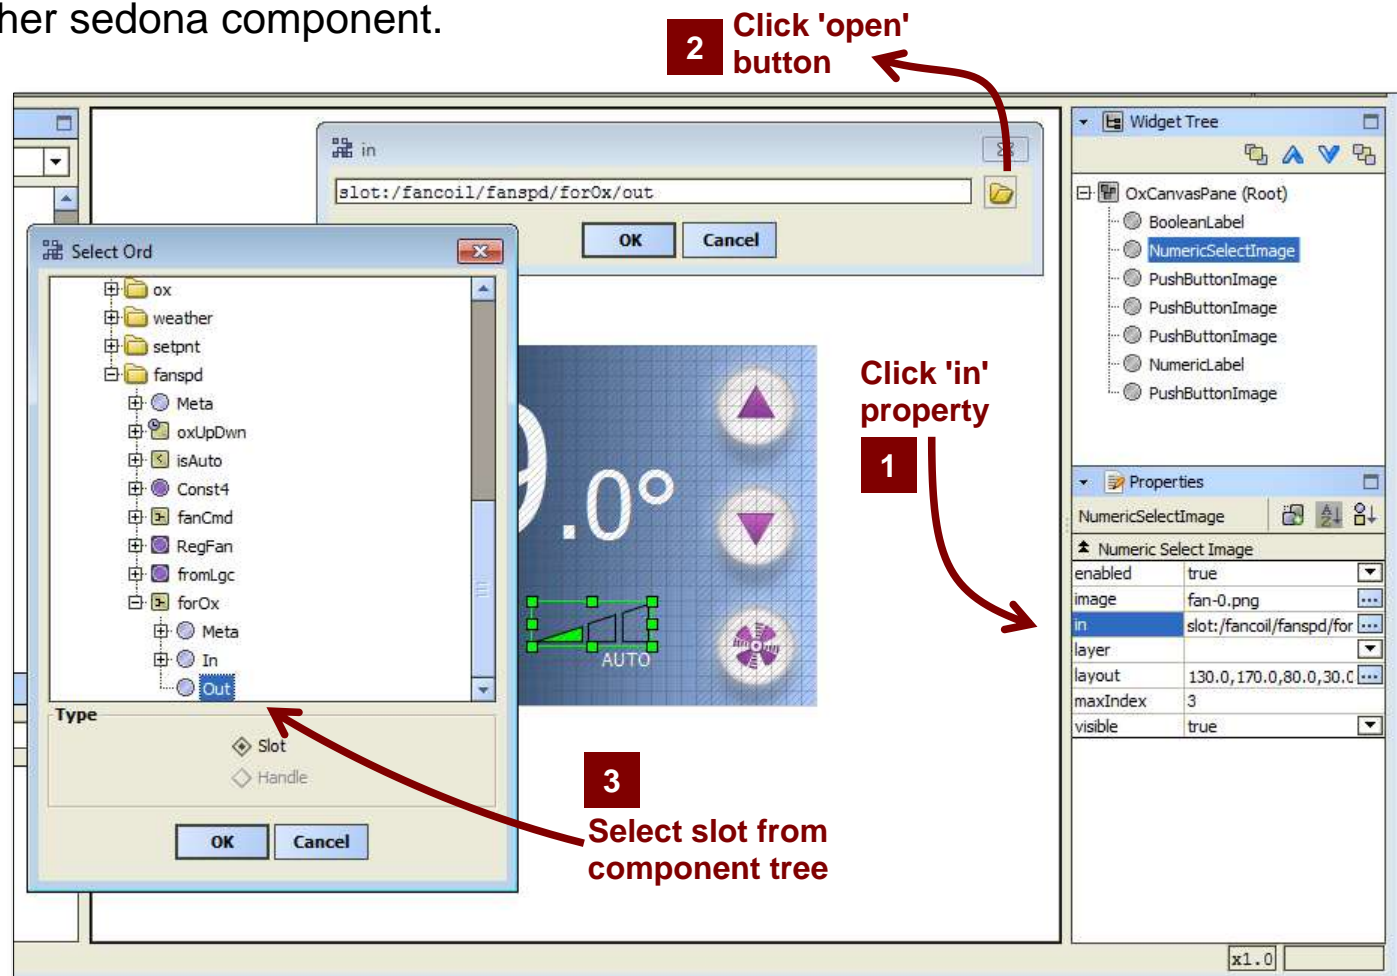 her sedona component.
2
Click 'open'
button
in
slot:/fancoil/fanspd/forOx/out
OK
Cancel
Select Ord
ox
weather
setpnt
fanspd
Meta
oxUpDwn
isAuto
Const4
fanCmd
RegFan
fromLgc
forOx
Meta
In
Out
Type
Slot
Handle
OK
Cancel
9.0°
AUTO
Click 'in'
property
1
3
Select slot from
component tree
Widget Tree
OxCanvasPane (Root)
BooleanLabel
NumericSelectImage
PushButtonImage
PushButtonImage
PushButtonImage
NumericLabel
PushButtonImage
Properties
NumericSelectImage
Numeric Select Image
enabled true
image fan-0.png
in slot:/fancoil/fanspd/for
layer
layout 130.0,170.0,80.0,30.0
maxIndex 3
visible true
x1.0